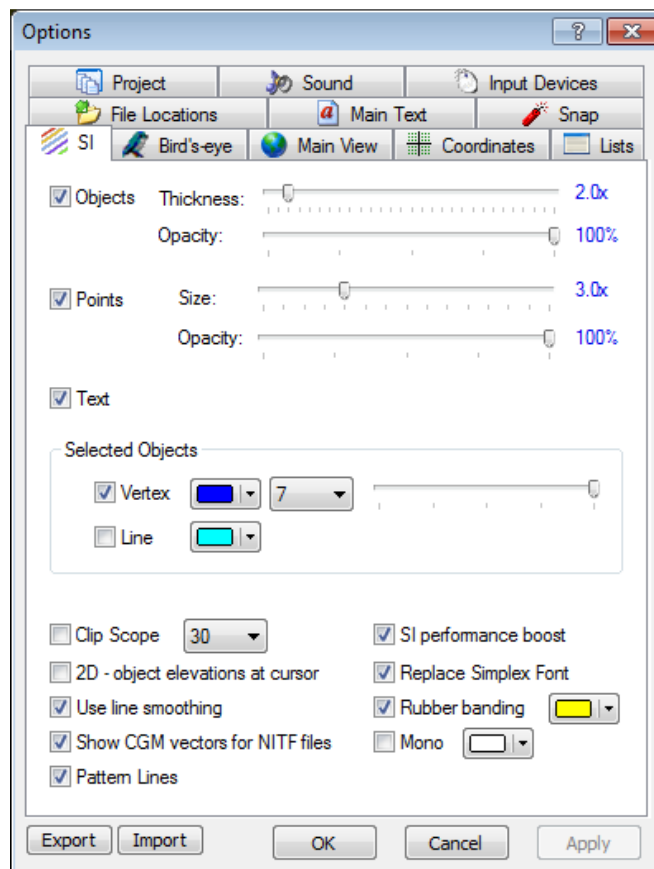 Options
Project Sound Input Devices
File Locations Main Text Snap
SI Bird's-eye Main View Coordinates Lists
Objects Thickness: 2.0x
Opacity: 100%
Points Size: 3.0x
Opacity: 100%
Text
Selected Objects
Vertex 7
Line
Clip Scope 30 SI performance boost
2D - object elevations at cursor Replace Simplex Font
Use line smoothing Rubber banding
Show CGM vectors for NITF files Mono
Pattern Lines
Export Import OK Cancel Apply